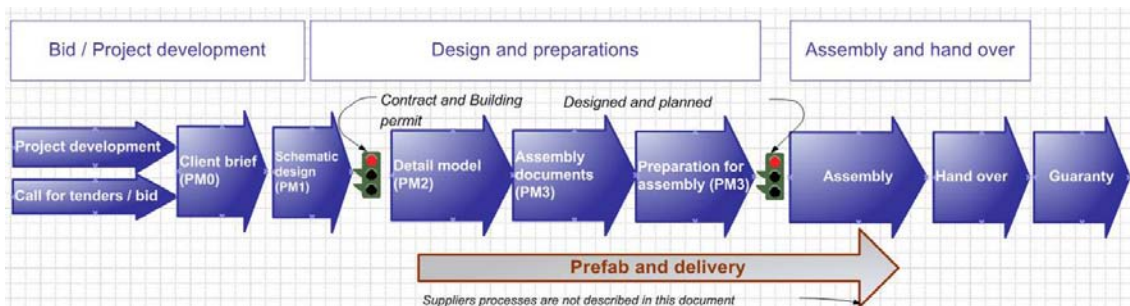 Bid / Project development
Design and preparations
Assembly and hand over
Contract and Building
permit
Designed and planned
Project development
Call for tenders / bid
Client brief
(PM0)
Schematic
design (PM1)
Detail model
(PM2)
Assembly
documents
(PM3)
Preparation for
assembly (PM3)
Assembly
Hand over
Guaranty
Prefab and delivery
Suppliers processes are not described in this document